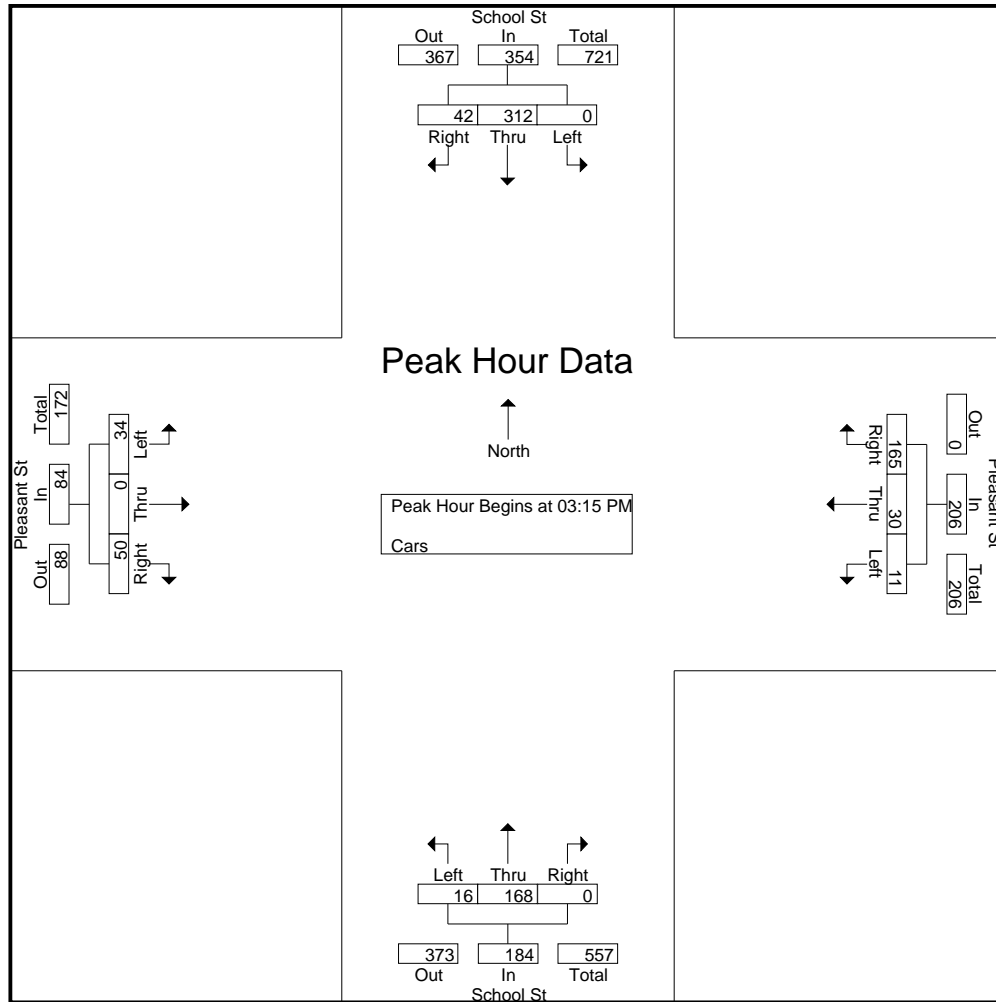 School St
Out In Total
367 354 721
42 312 0
Right Thru Left
Peak Hour Data
North
Peak Hour Begins at 03:15 PM
Cars
Pleasant St
Out In Total
88 84 172
34 0 50
Left Thru Right
Pleasant St
Out In Total
0 206 206
165 30 11
Right Thru Left
Left Thru Right
16 168 0
373 184 557
Out In Total
School St